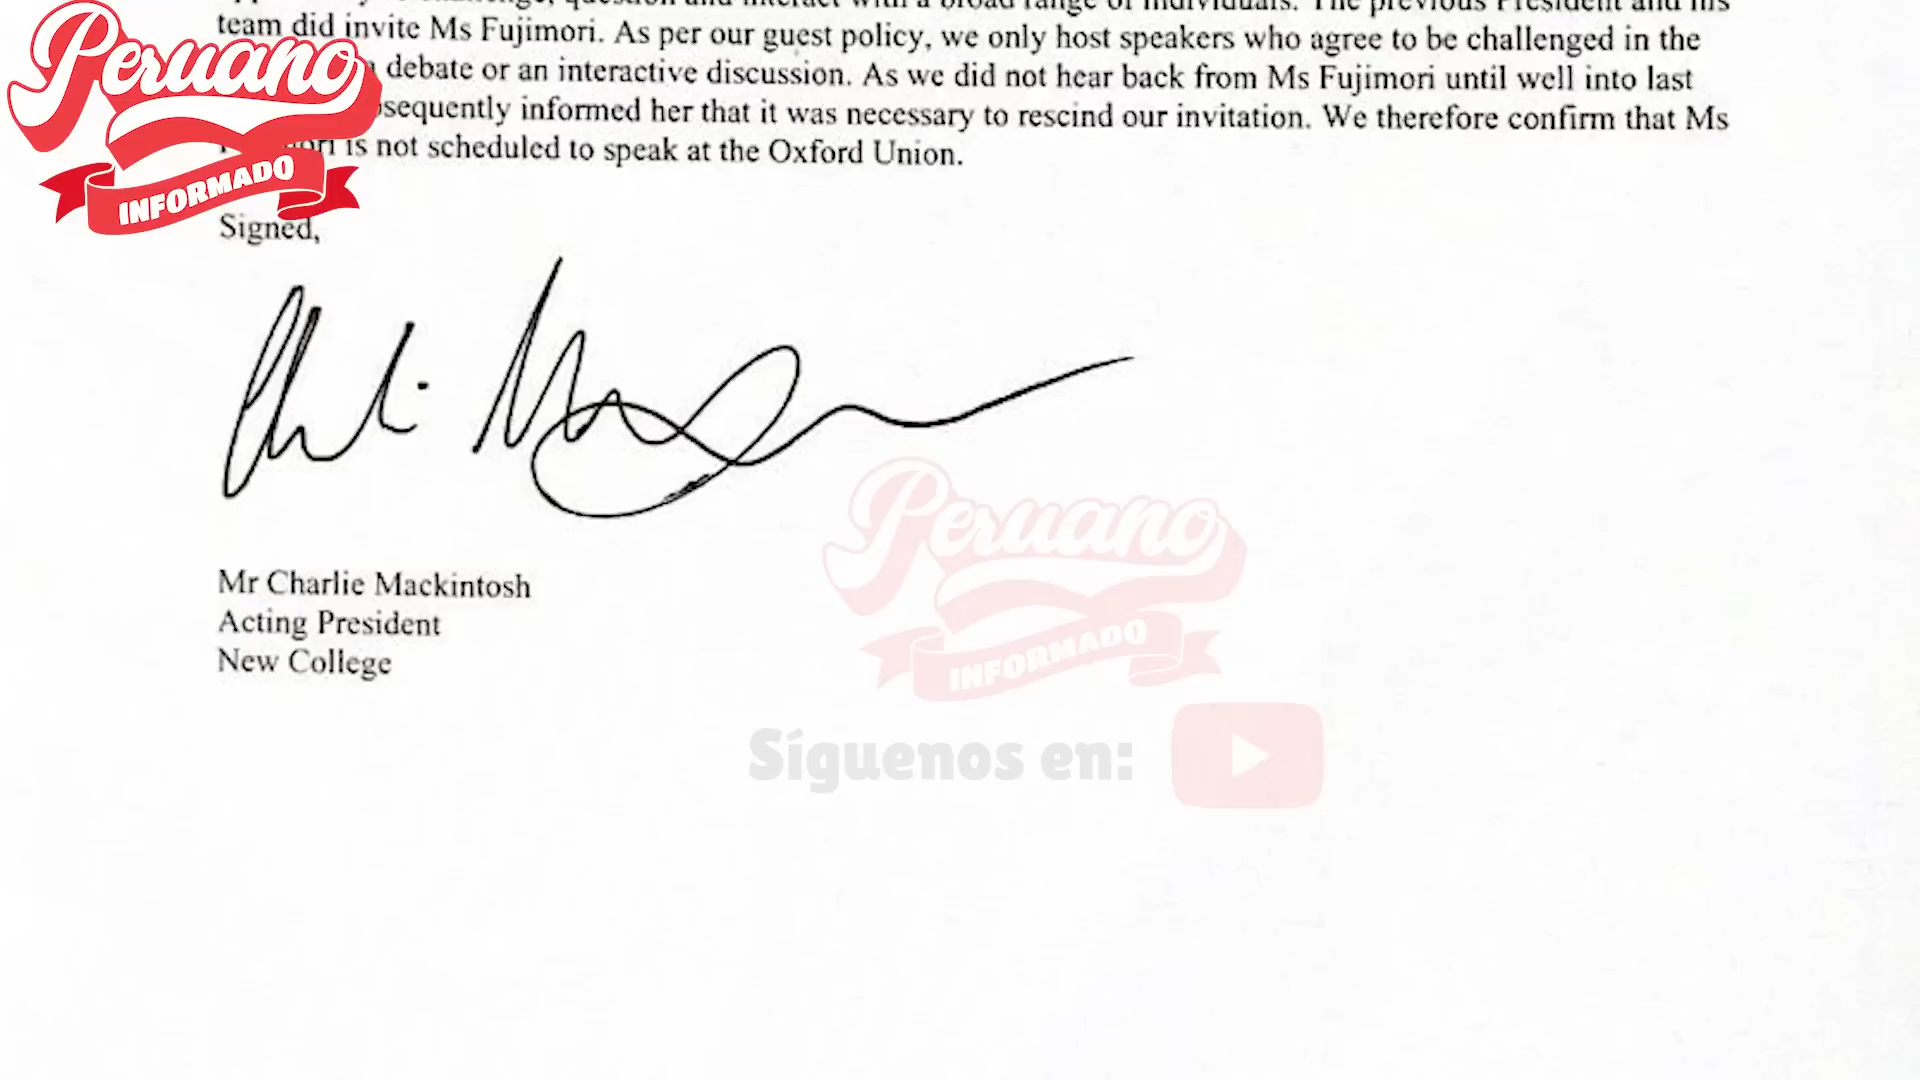 team did invite Ms Fujimori. As per our guest policy, we only host speakers who agree to be challenged in the
debate or an interactive discussion. As we did not hear back from Ms Fujimori until well into last
informed her that it was necessary to rescind our invitation. We therefore confirm that Ms
is not scheduled to speak at the Oxford Union.
Peruano
INFORMADO
Signed,
Mr Charlie Mackintosh
Acting President
New College
Peruano
INFORMADO
Síguenos en: